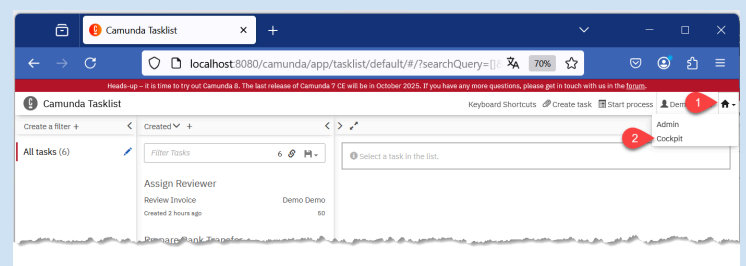 Camunda Tasklist
localhost:8080/camunda/app/tasklist/default/#/?searchQuery=[]
70%
Heads-up – it is time to try out Camunda 8. The last release of Camunda 7 CE will be in October 2025. If you have any more questions, please get in touch with us in the forum.
Camunda Tasklist
Keyboard Shortcuts Create task Start process Dem
1
Create a filter +
Created +
Admin
2 Cockpit
All tasks (6)
Filter Tasks 6
Select a task in the list.
Assign Reviewer
Review Invoice Demo Demo
Created 2 hours ago 50
Prepare Bank Transfer